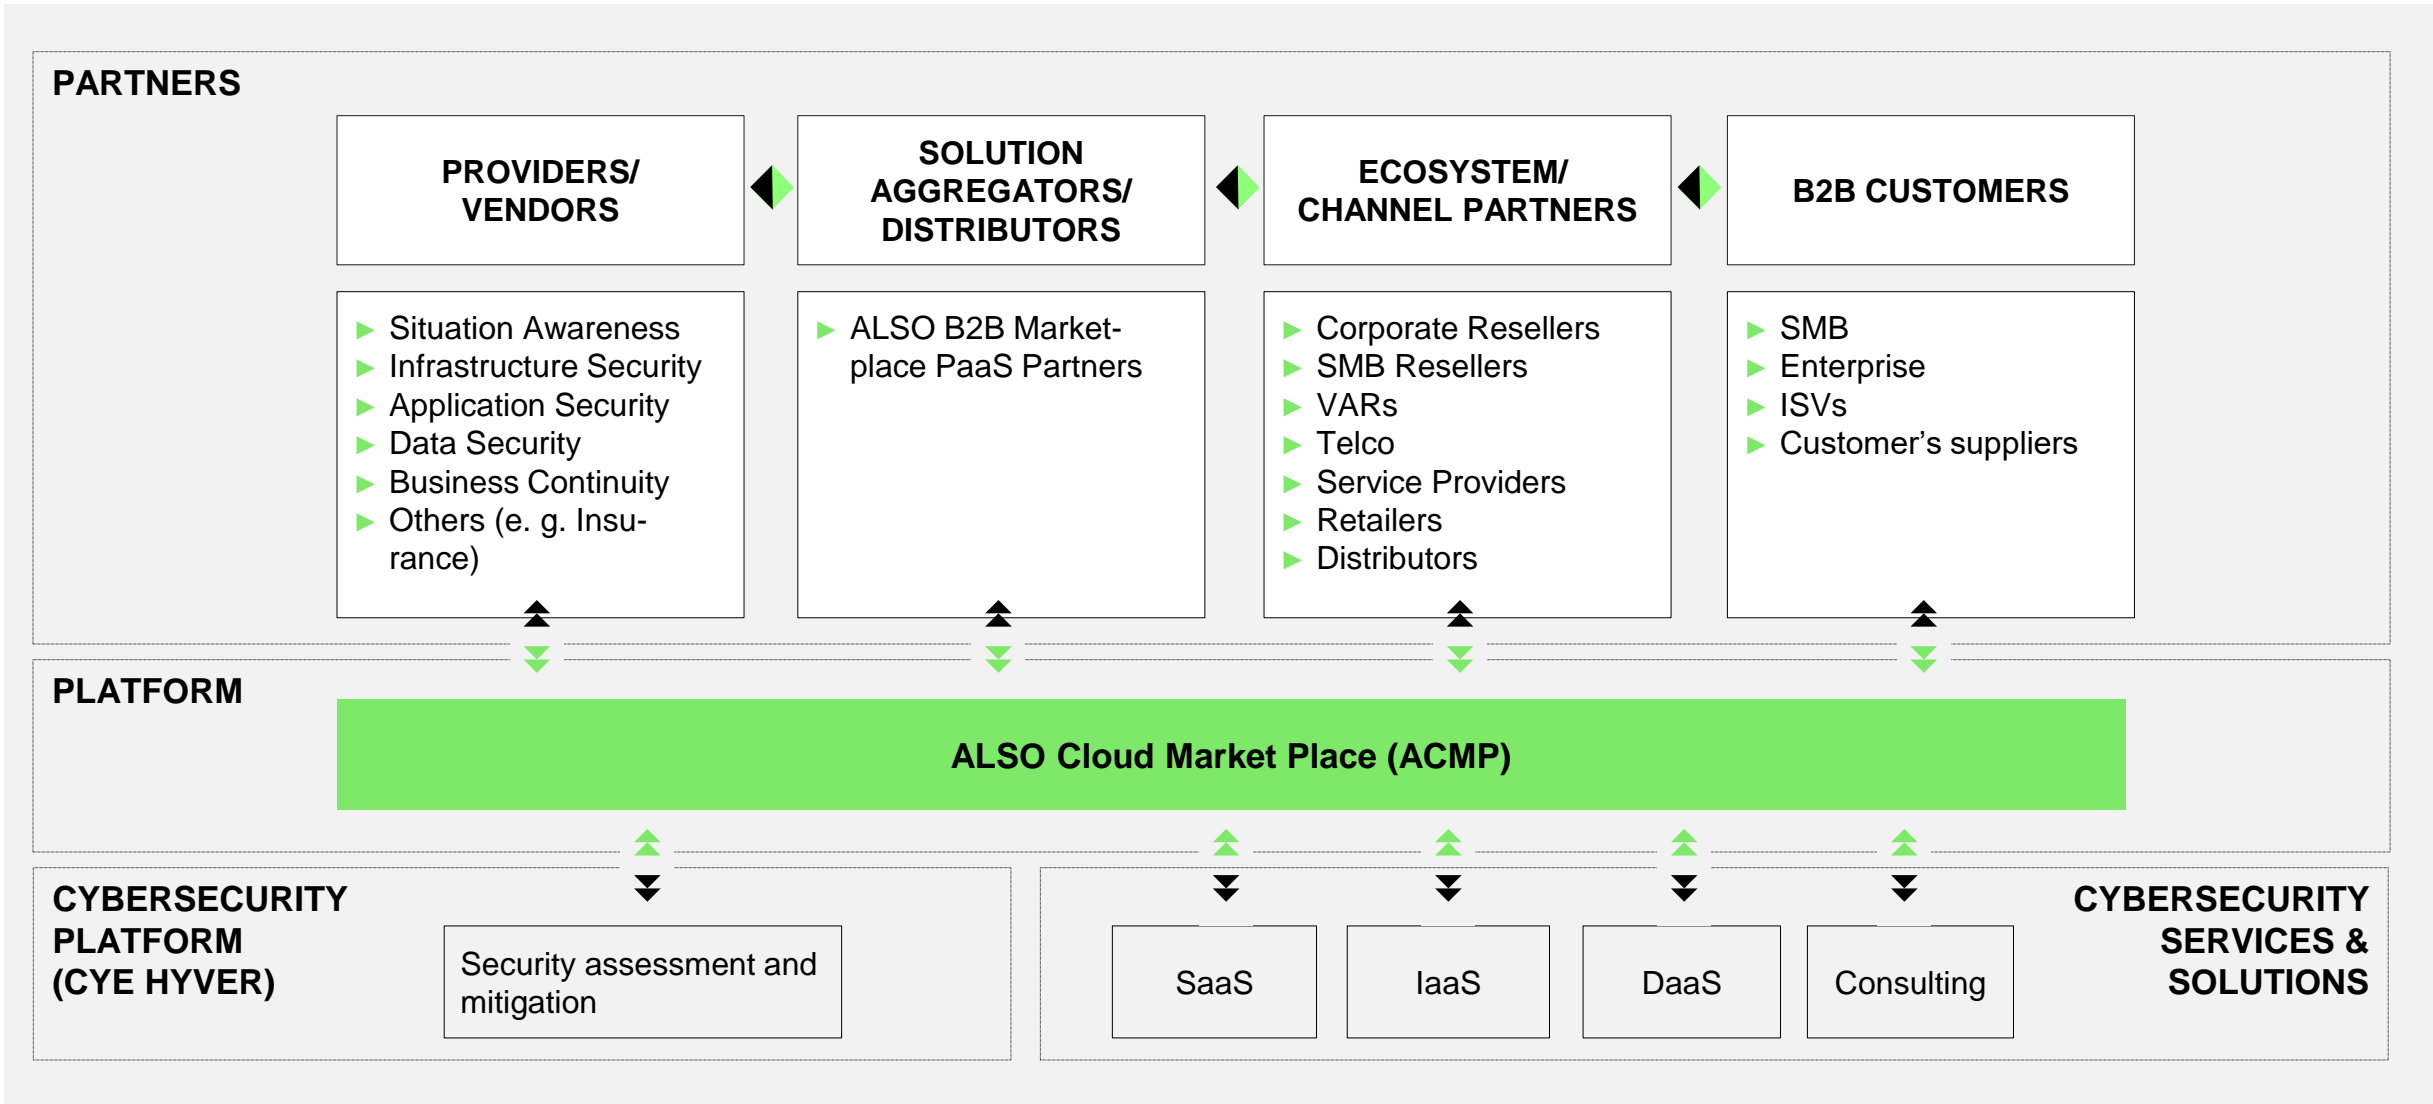 PARTNERS
PROVIDERS/
VENDORS
SOLUTION
AGGREGATORS/
DISTRIBUTORS
ECOSYSTEM/
CHANNEL PARTNERS
B2B CUSTOMERS
► Situation Awareness
► Infrastructure Security
► Application Security
► Data Security
► Business Continuity
► Others (e. g. Insu-
rance)
► ALSO B2B Market-
place PaaS Partners
► Corporate Resellers
► SMB Resellers
► VARs
► Telco
► Service Providers
► Retailers
► Distributors
► SMB
► Enterprise
► ISVs
► Customer’s suppliers
PLATFORM
ALSO Cloud Market Place (ACMP)
CYBERSECURITY
PLATFORM
(CYE HYVER)
Security assessment and
mitigation
SaaS
IaaS
DaaS
Consulting
CYBERSECURITY
SERVICES &
SOLUTIONS